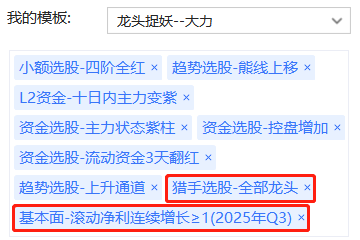 我的模板: 龙头捉妖--大力
小额选股-四阶全红 × 趋势选股-熊线上移 ×
L2资金-十日内主力变紫 ×
资金选股-主力状态紫柱 × 资金选股-控盘增加 ×
资金选股-流动资金3天翻红 ×
趋势选股-上升通道 × 猎手选股-全部龙头 ×
基本面-滚动净利连续增长≥1(2025年Q3) ×